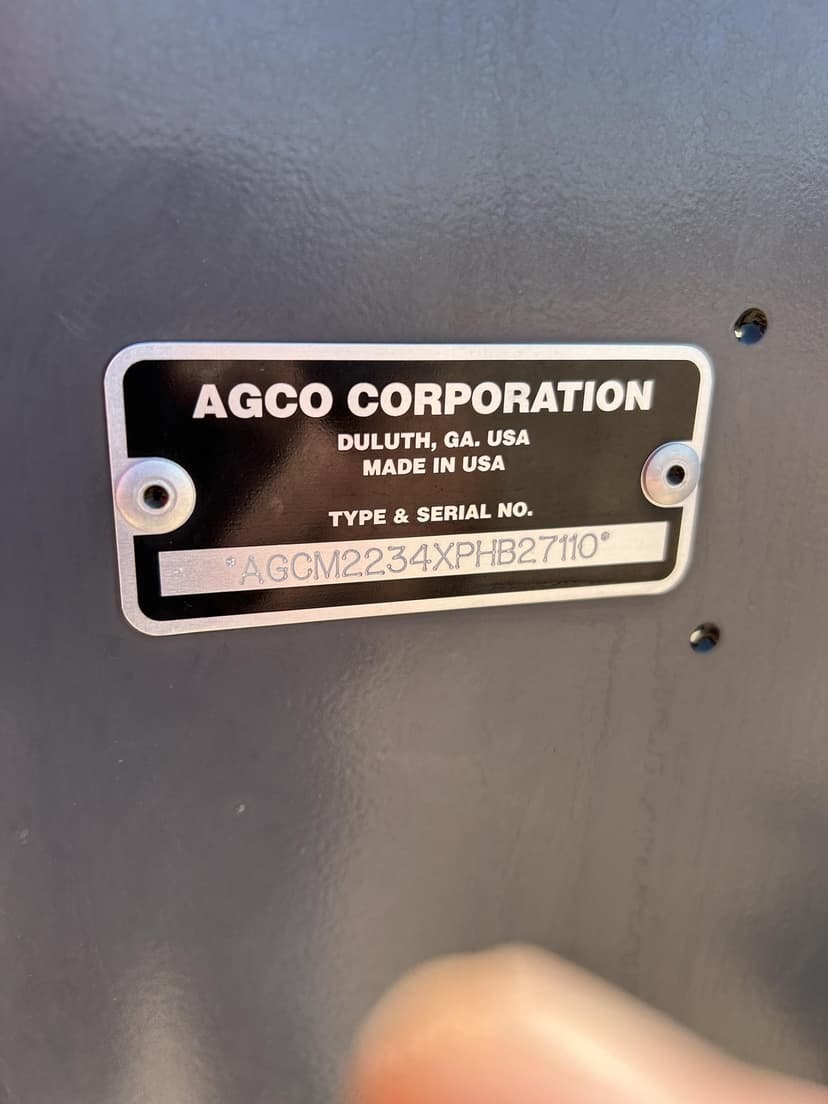 AGCO CORPORATION
DULUTH, GA. USA
MADE IN USA
TYPE & SERIAL NO.
*AGCM2234XPHB27110*